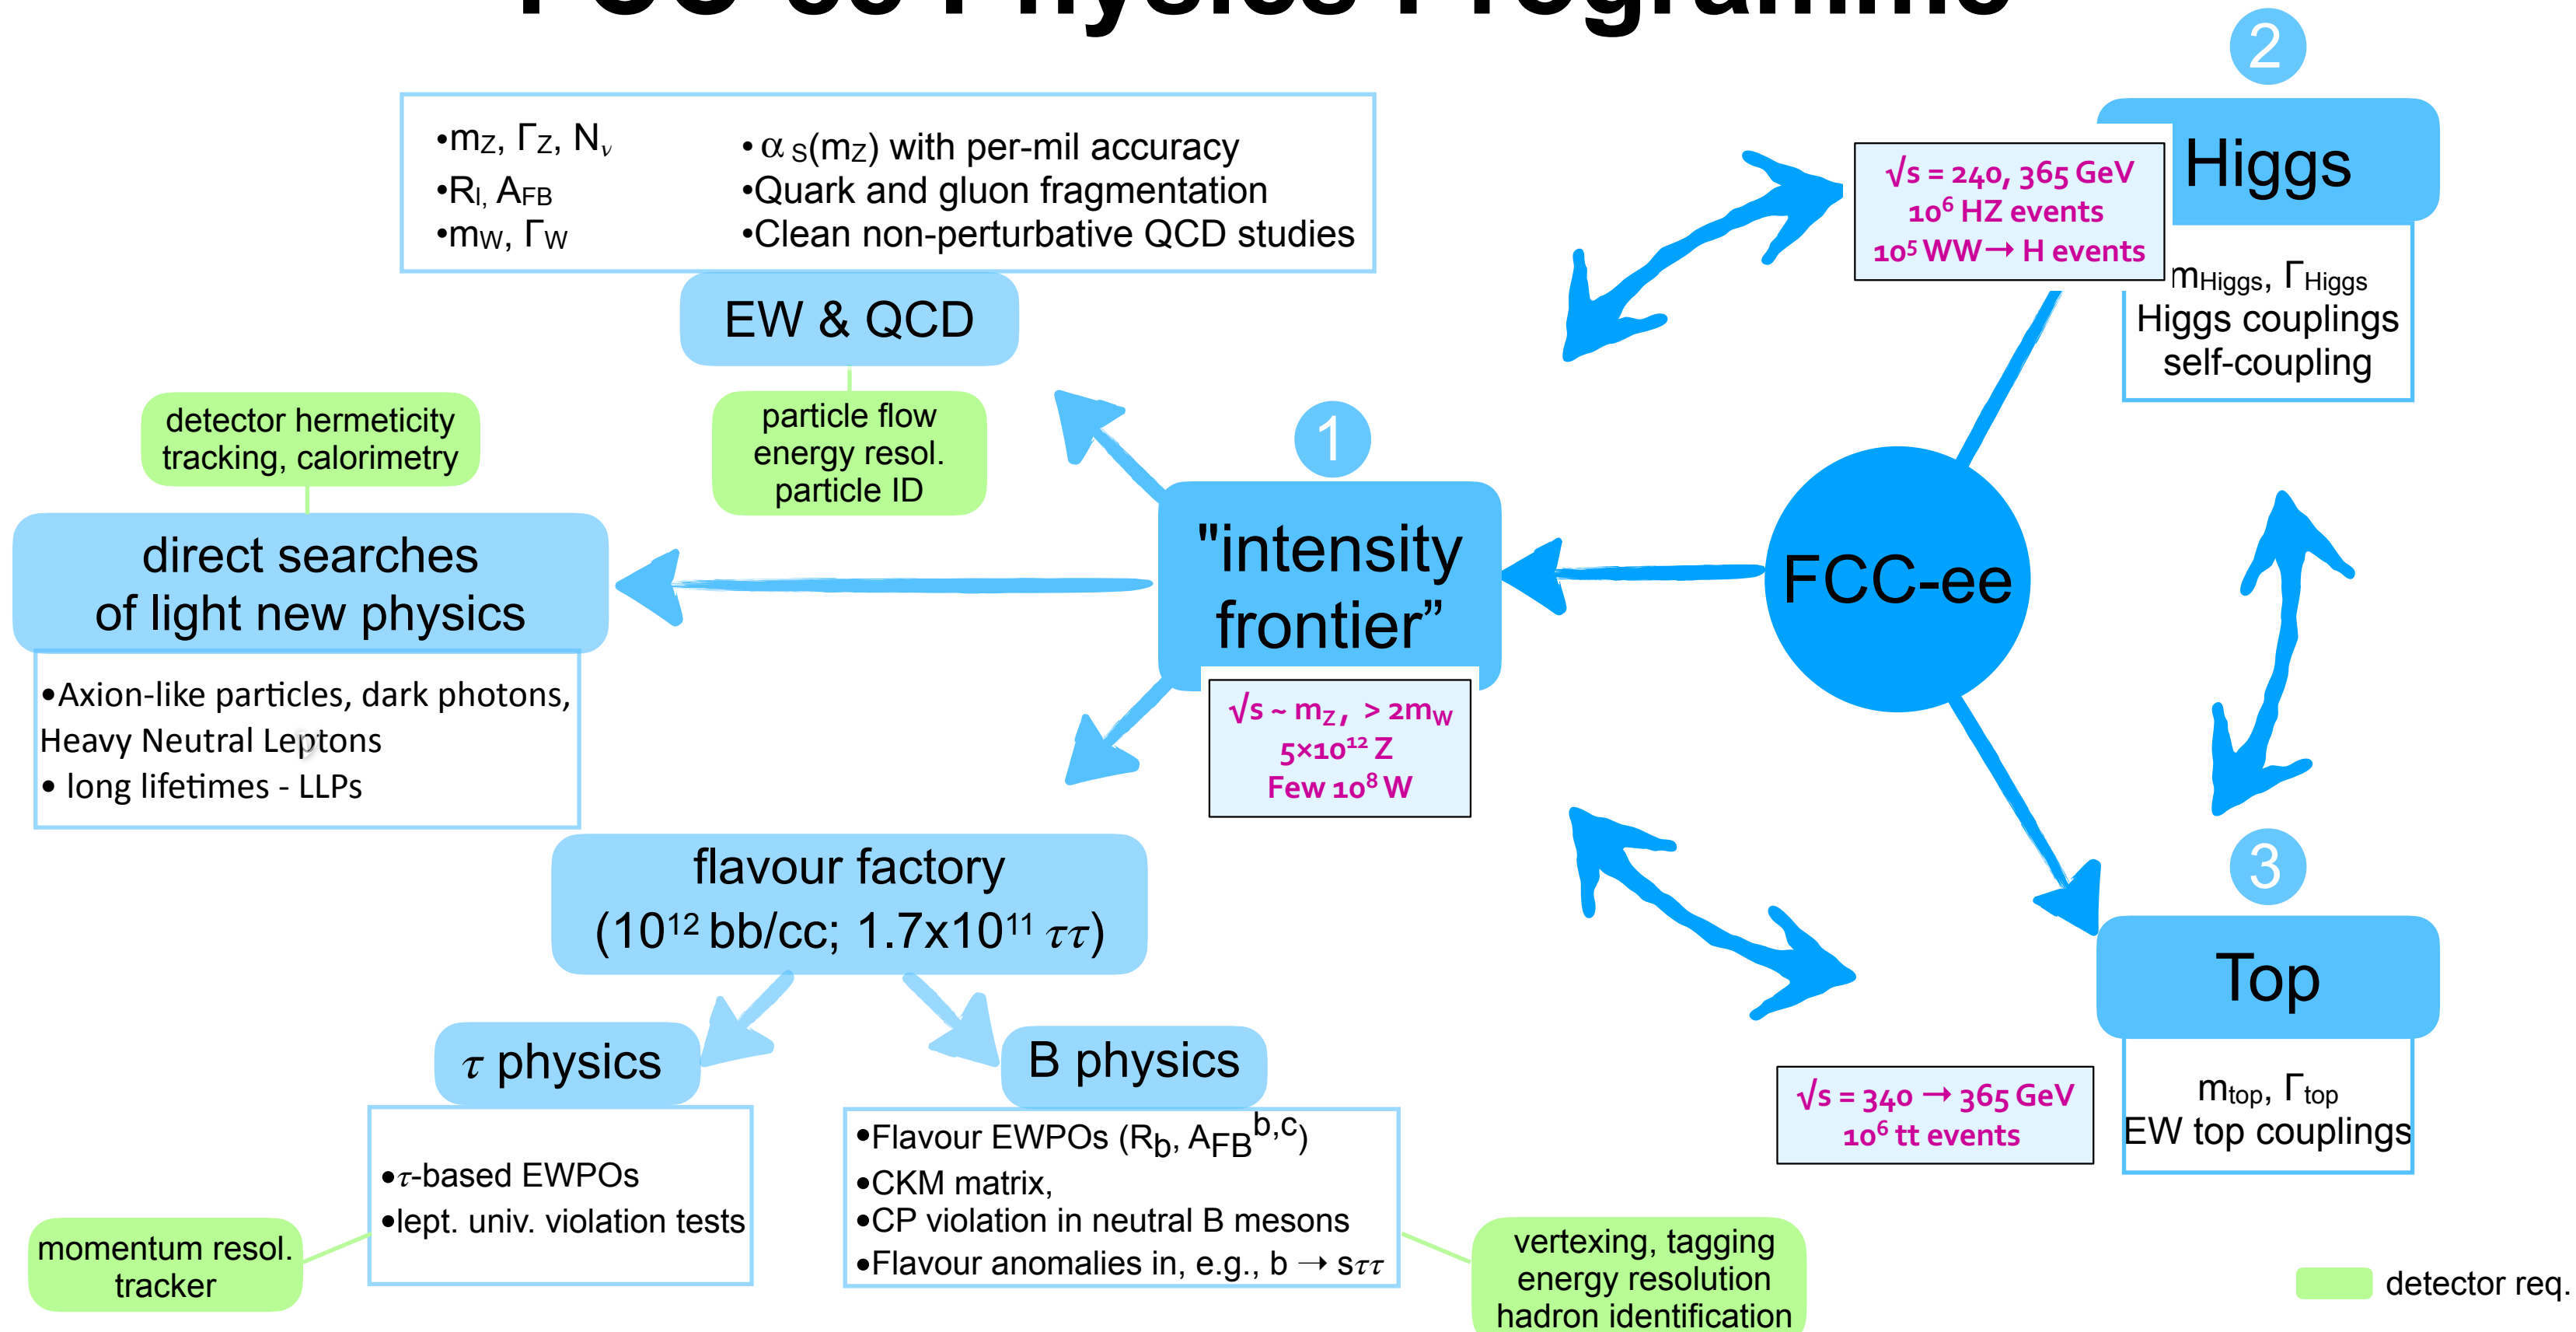 FCC-ee Physics Programme
2
•mZ, ΓZ, Nν
•Rl, AFB
•mW, ΓW
• αS(mZ) with per-mil accuracy
•Quark and gluon fragmentation
•Clean non-perturbative QCD studies
EW & QCD
particle flow
energy resol.
particle ID
detector hermeticity
tracking, calorimetry
direct searches
of light new physics
•Axion-like particles, dark photons,
Heavy Neutral Leptons
• long lifetimes - LLPs
1
"intensity
frontier”
√s ~ mZ, > 2mW
5×10¹² Z
Few 10⁸ W
FCC-ee
√s = 240, 365 GeV
10⁶ HZ events
10⁵ WW→ H events
Higgs
mHiggs, ΓHiggs
Higgs couplings
self-coupling
flavour factory
(10¹² bb/cc; 1.7x10¹¹ ττ)
τ physics
•τ-based EWPOs
•lept. univ. violation tests
momentum resol.
tracker
B physics
•Flavour EWPOs (Rb, AFBb,c)
•CKM matrix,
•CP violation in neutral B mesons
•Flavour anomalies in, e.g., b → sττ
vertexing, tagging
energy resolution
hadron identification
3
Top
√s = 340 → 365 GeV
10⁶ tt events
mtop, Γtop
EW top couplings
detector req.